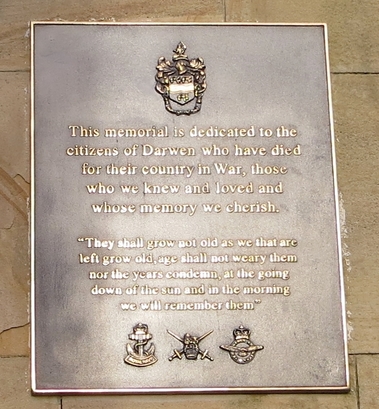 This memorial is dedicated to the
citizens of Darwen who have died
for their country in War, those
who we knew and loved and
whose memory we cherish.
"They shall grow not old as we that are
left grow old, age shall not weary them
nor the years condemn, at the going
down of the sun and in the morning
we will remember them"